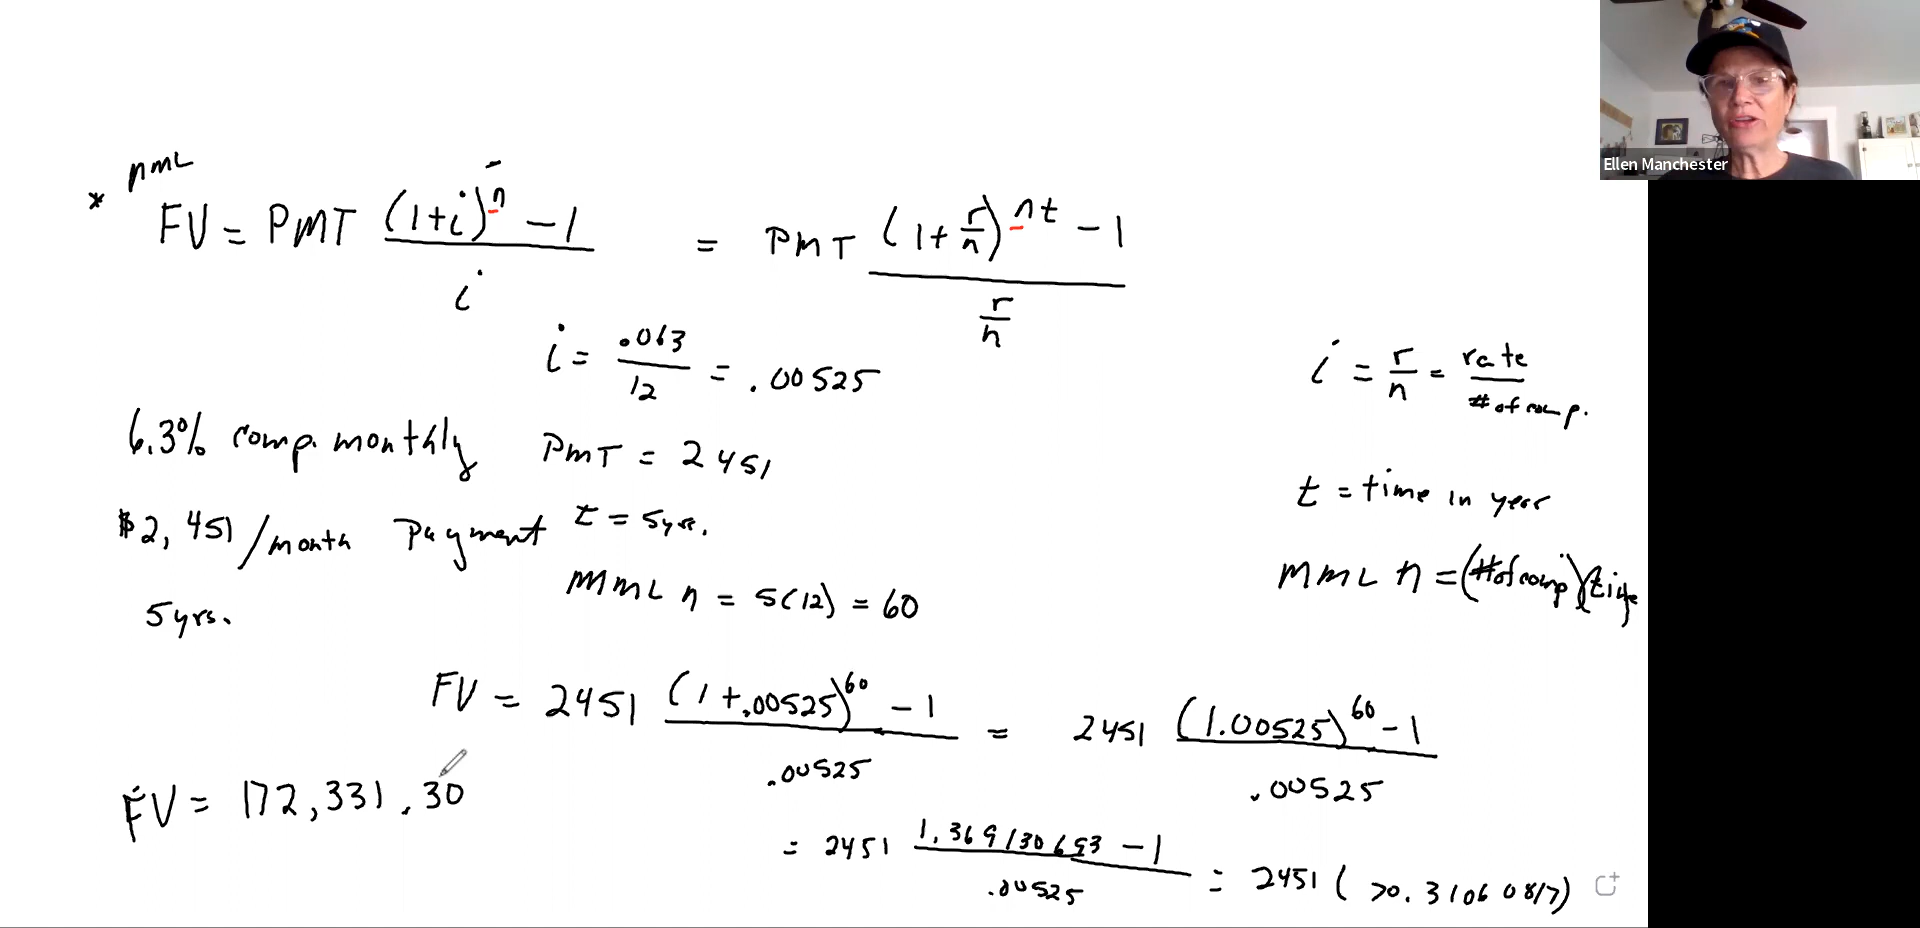 Ellen Manchester
* MML
FV = PMT ((1+i)^n - 1)/i = PMT ((1+r/n)^nt - 1)/(r/n)
i = .063/12 = .00525
i = r/n = rate/# of comp.
6.3% comp. monthly PMT = 2451
t = time in year
$2,451/month Payment t = 5yrs.
MML n = 5(12) = 60
MML n = (# of comp)(time
5yrs.
FV = 2451 ((1+.00525)^60 - 1)/.00525 = 2451 ((1.00525)^60 - 1)/.00525
FV = 172,331.30
= 2451 (1.369130693 - 1)/.00525 = 2451 (70.31060817)